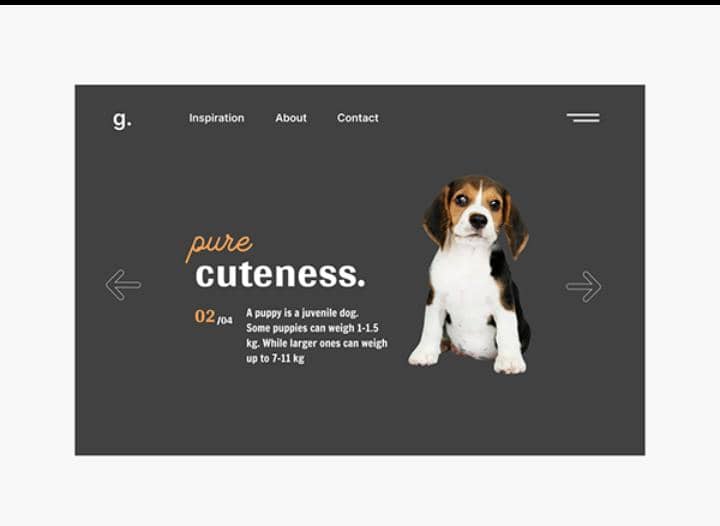 g.
Inspiration About Contact
pure
cuteness.
02 /04
A puppy is a juvenile dog.
Some puppies can weigh 1-1.5
kg. While larger ones can weigh
up to 7-11 kg